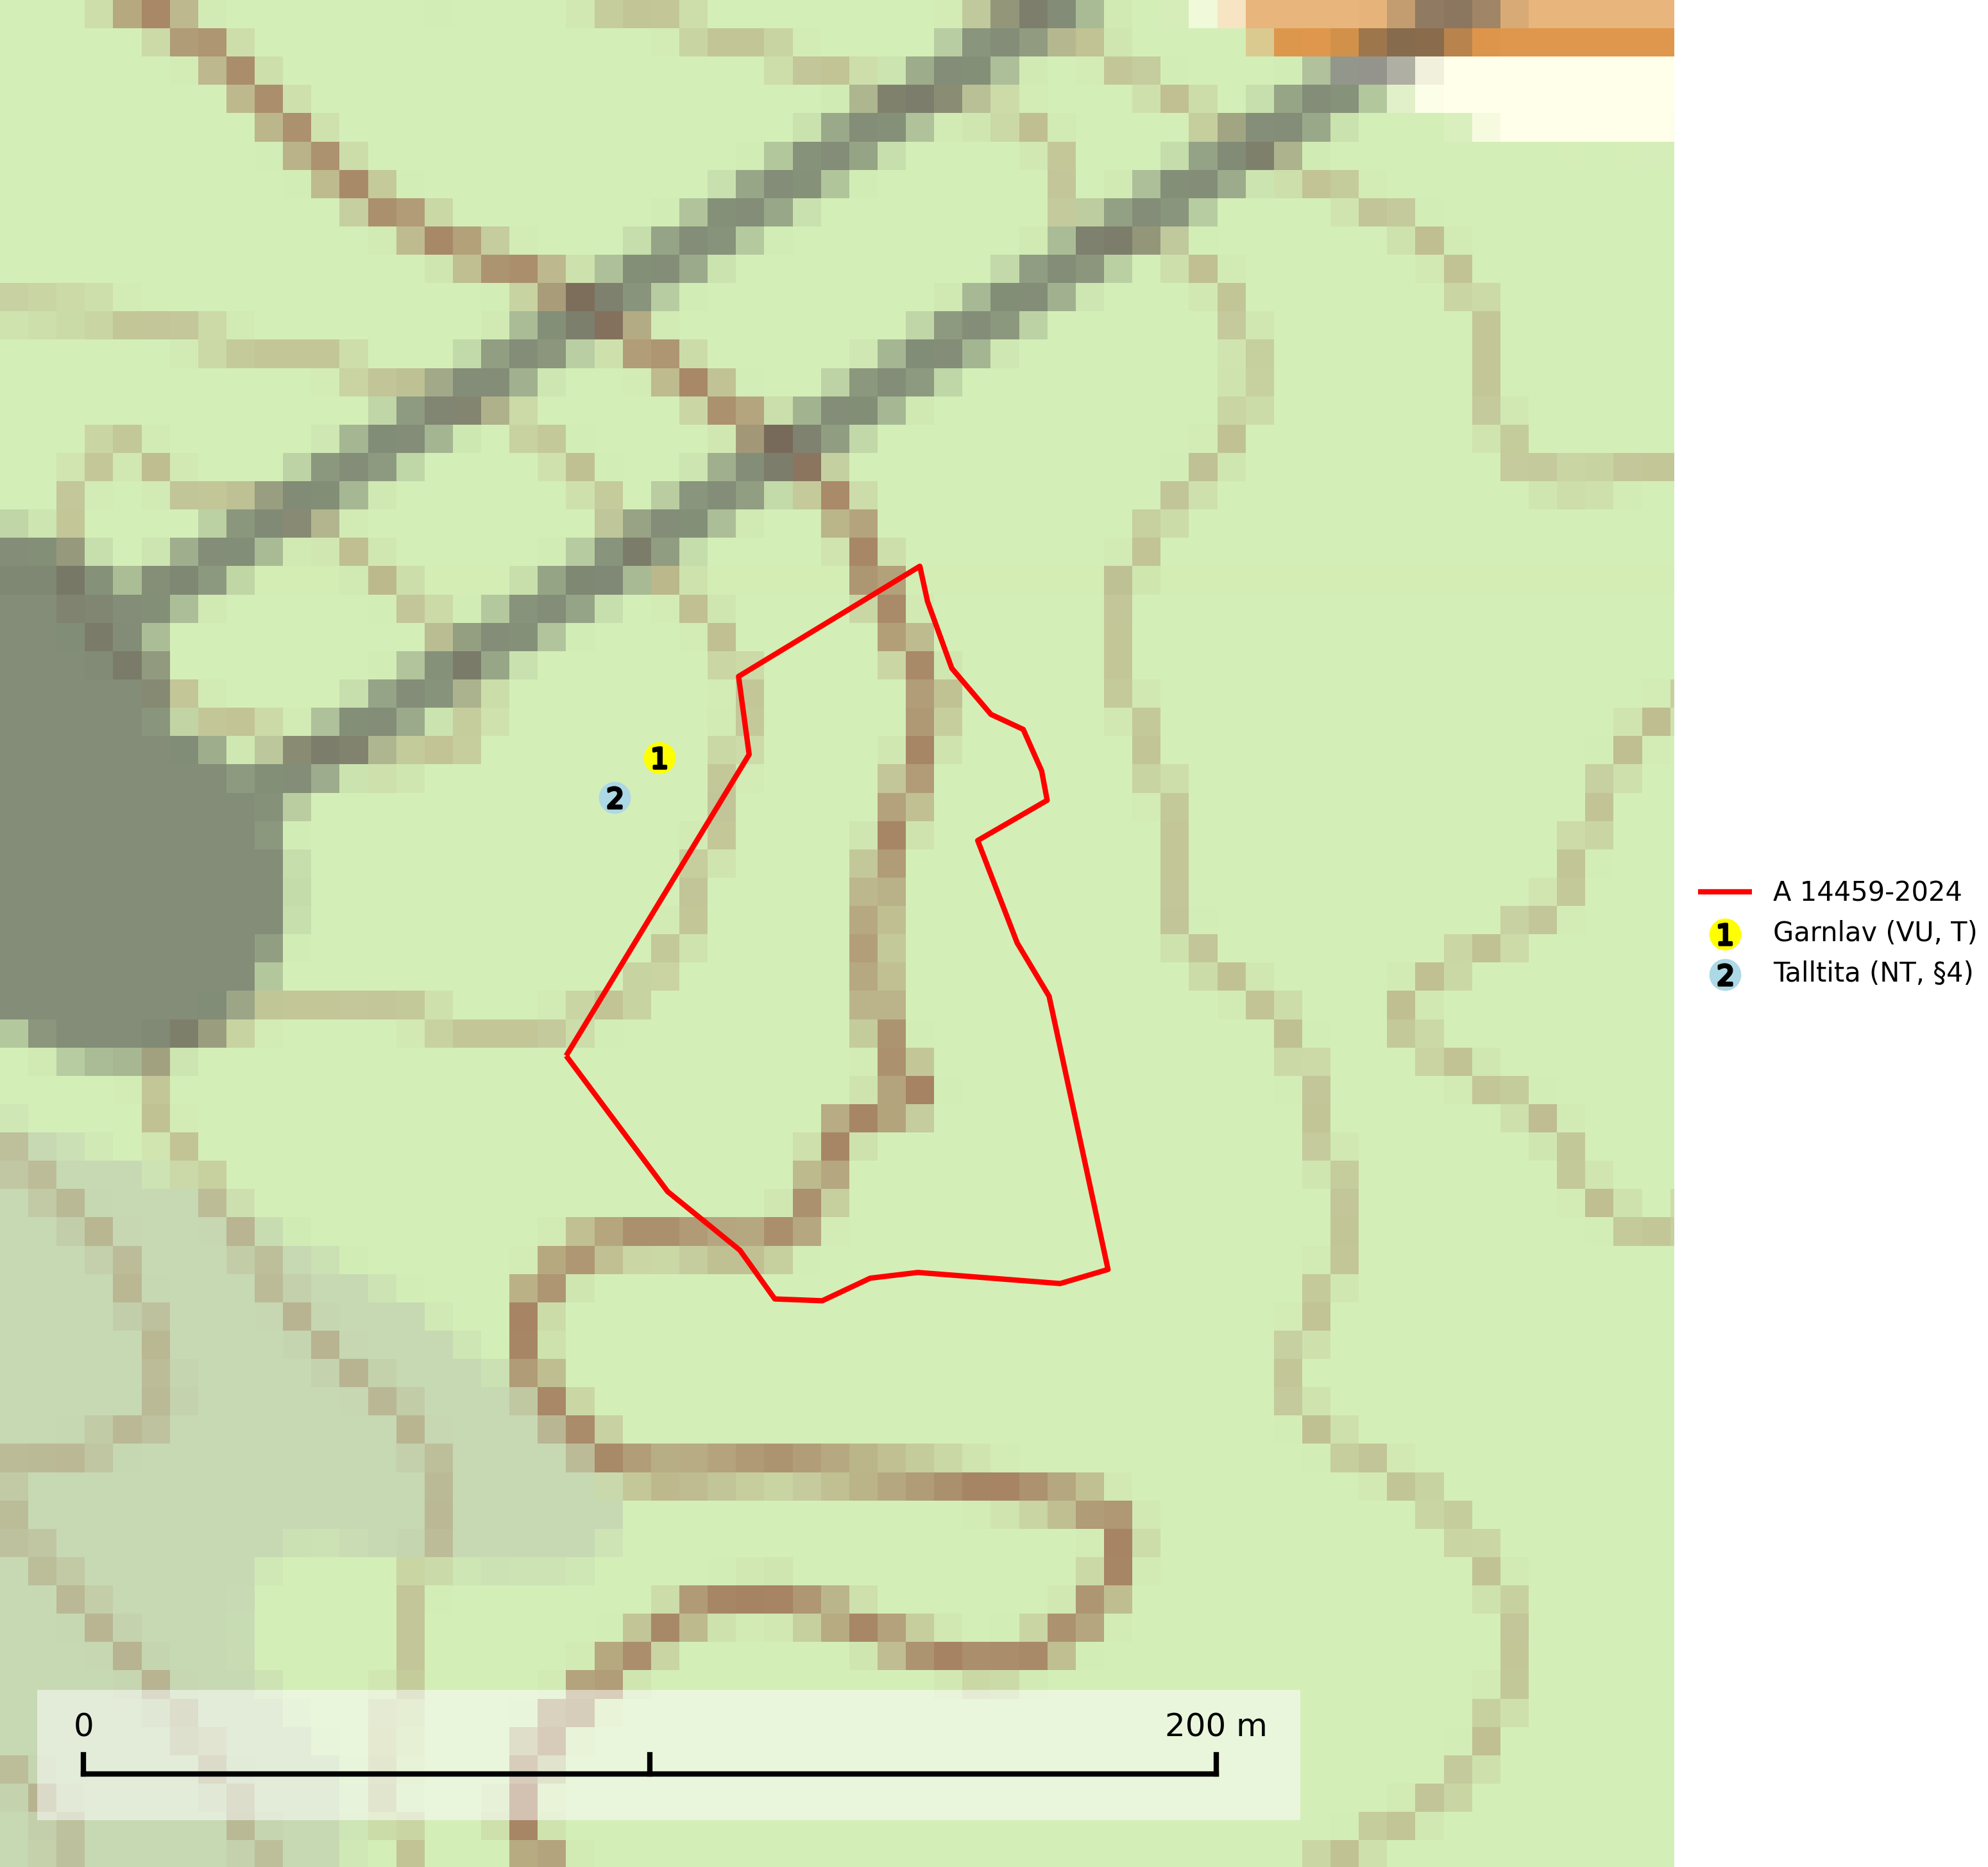 1
2
A 14459-2024
1 Garnlav (VU, T)
2 Talltita (NT, §4)
0 200 m